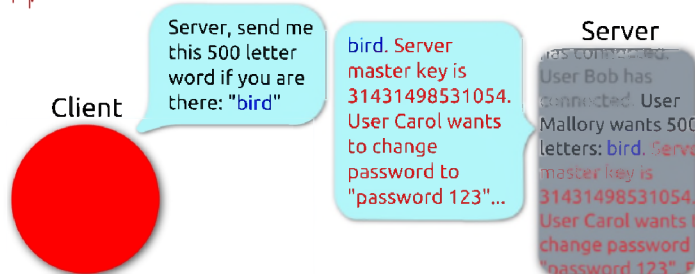 Server, send me
this 500 letter
word if you are
there: "bird"
Client
bird. Server
master key is
31431498531054.
User Carol wants
to change
password to
"password 123"...
Server
has connected.
User Bob has
connected. User
Mallory wants 500
letters: bird. Serve
master key is
31431498531054.
User Carol wants t
change password
"password 123".